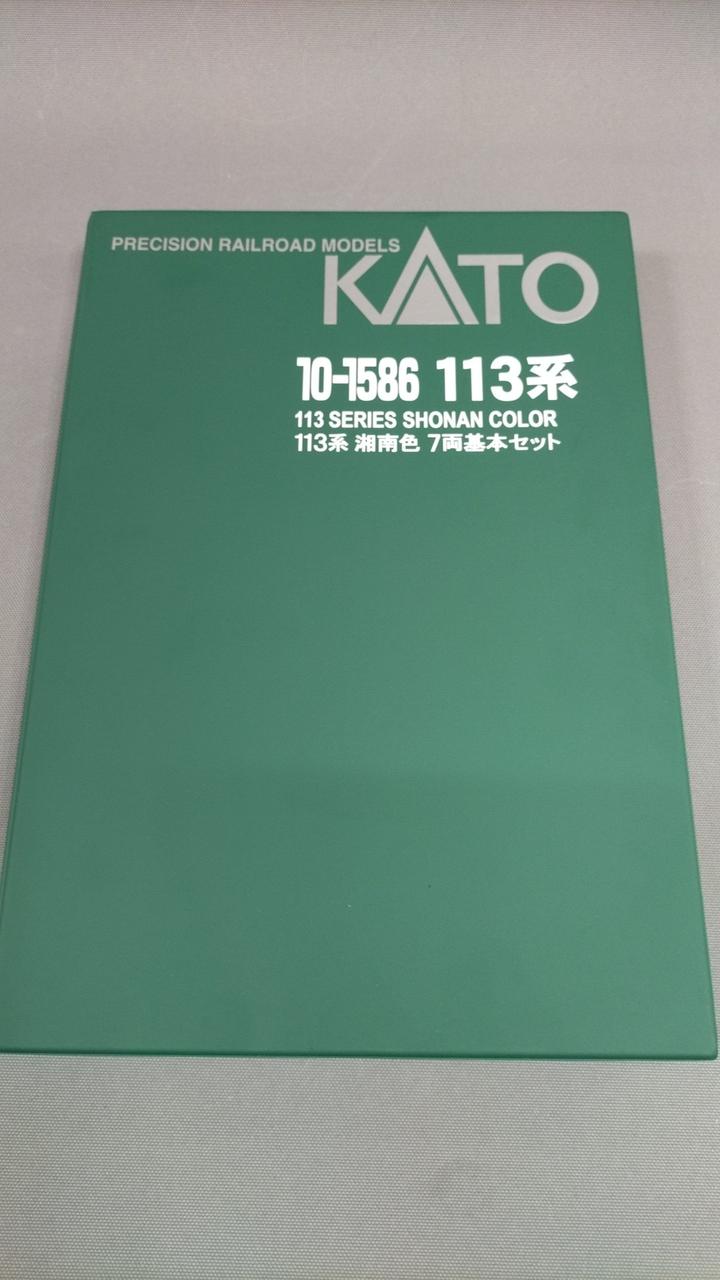 PRECISION RAILROAD MODELS
KATO
10-1586 113系
113 SERIES SHONAN COLOR
113系 湘南色 7両基本セット